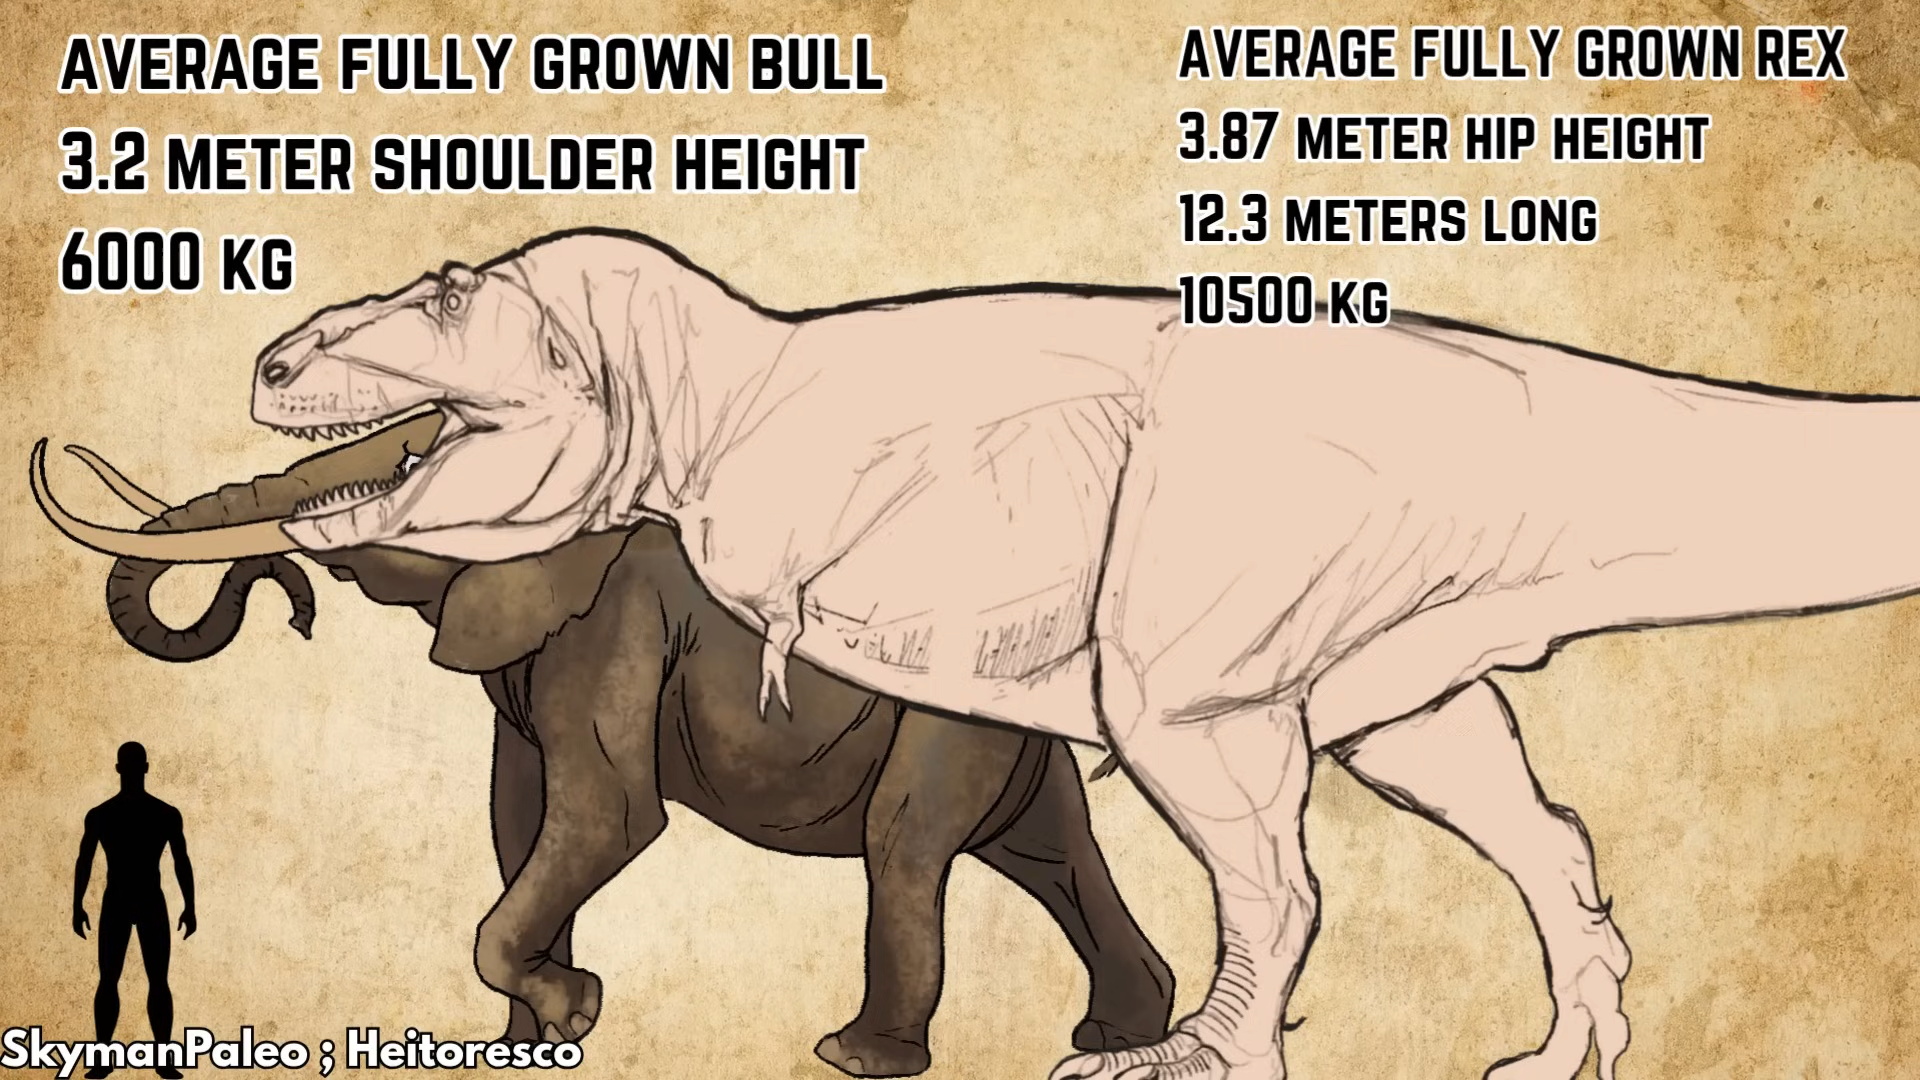 AVERAGE FULLY GROWN BULL
3.2 METER SHOULDER HEIGHT
6000 KG
AVERAGE FULLY GROWN REX
3.87 METER HIP HEIGHT
12.3 METERS LONG
10500 KG
SkymanPaleo ; Heitoresco